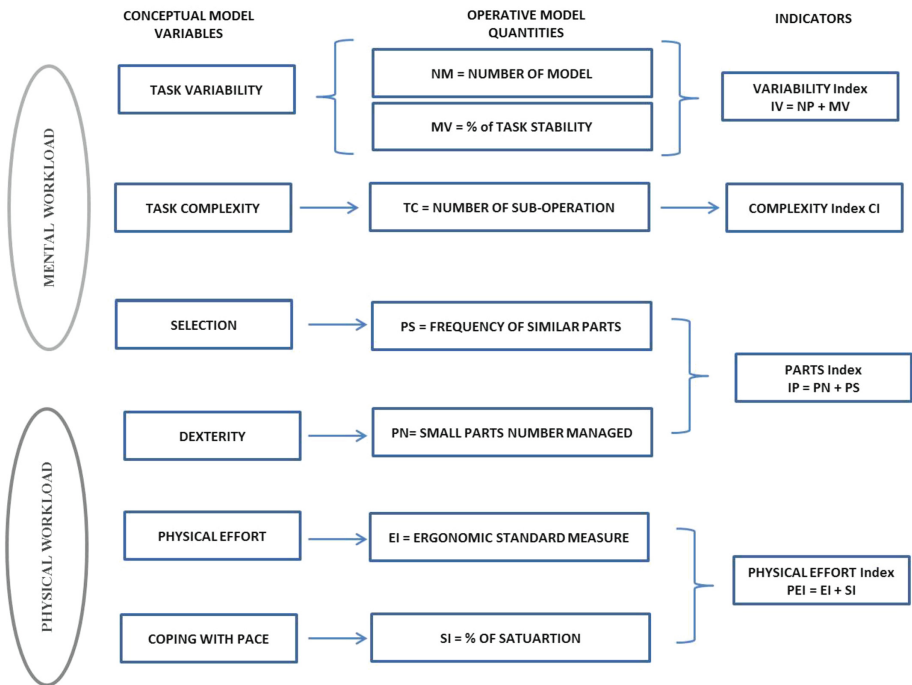 CONCEPTUAL MODEL
VARIABLES
OPERATIVE MODEL
QUANTITIES
INDICATORS
MENTAL WORKLOAD
TASK VARIABILITY
NM = NUMBER OF MODEL
MV = % of TASK STABILITY
VARIABILITY Index
IV = NP + MV
TASK COMPLEXITY
TC = NUMBER OF SUB-OPERATION
COMPLEXITY Index CI
SELECTION
PS = FREQUENCY OF SIMILAR PARTS
PARTS Index
IP = PN + PS
PHYSICAL WORKLOAD
DEXTERITY
PN= SMALL PARTS NUMBER MANAGED
PHYSICAL EFFORT
EI = ERGONOMIC STANDARD MEASURE
PHYSICAL EFFORT Index
PEI = EI + SI
COPING WITH PACE
SI = % OF SATUARTION